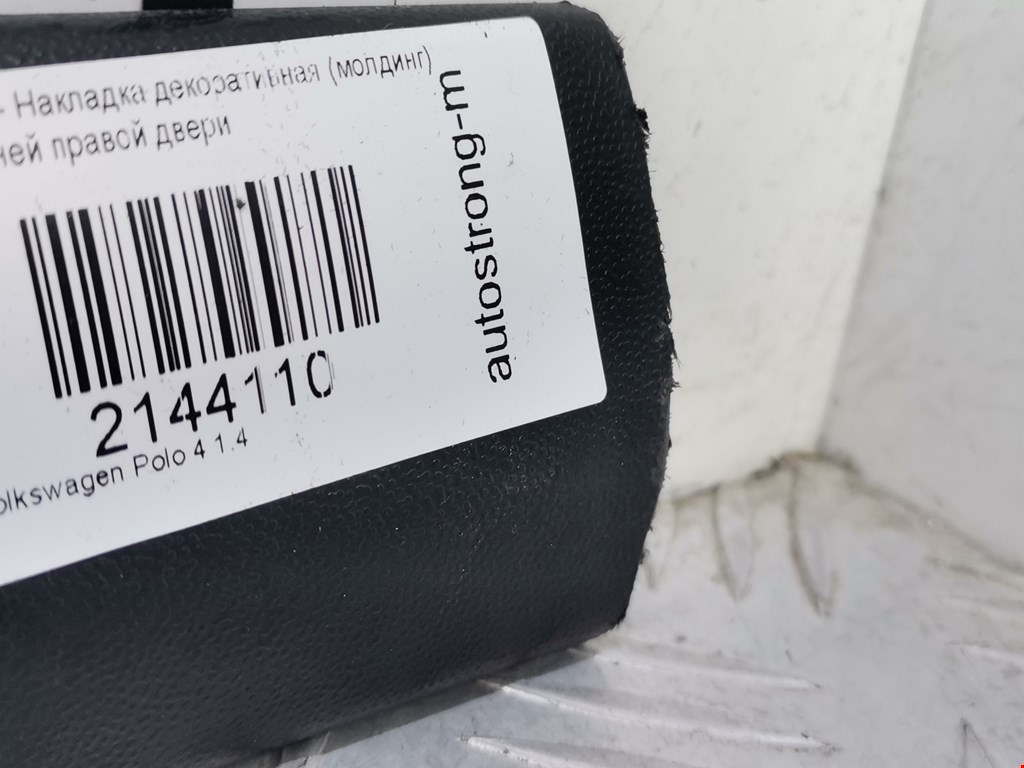 - Накладка декоративная (молдинг)
ней правой двери
2144110
olkswagen Polo 4 1.4
autostrong-m